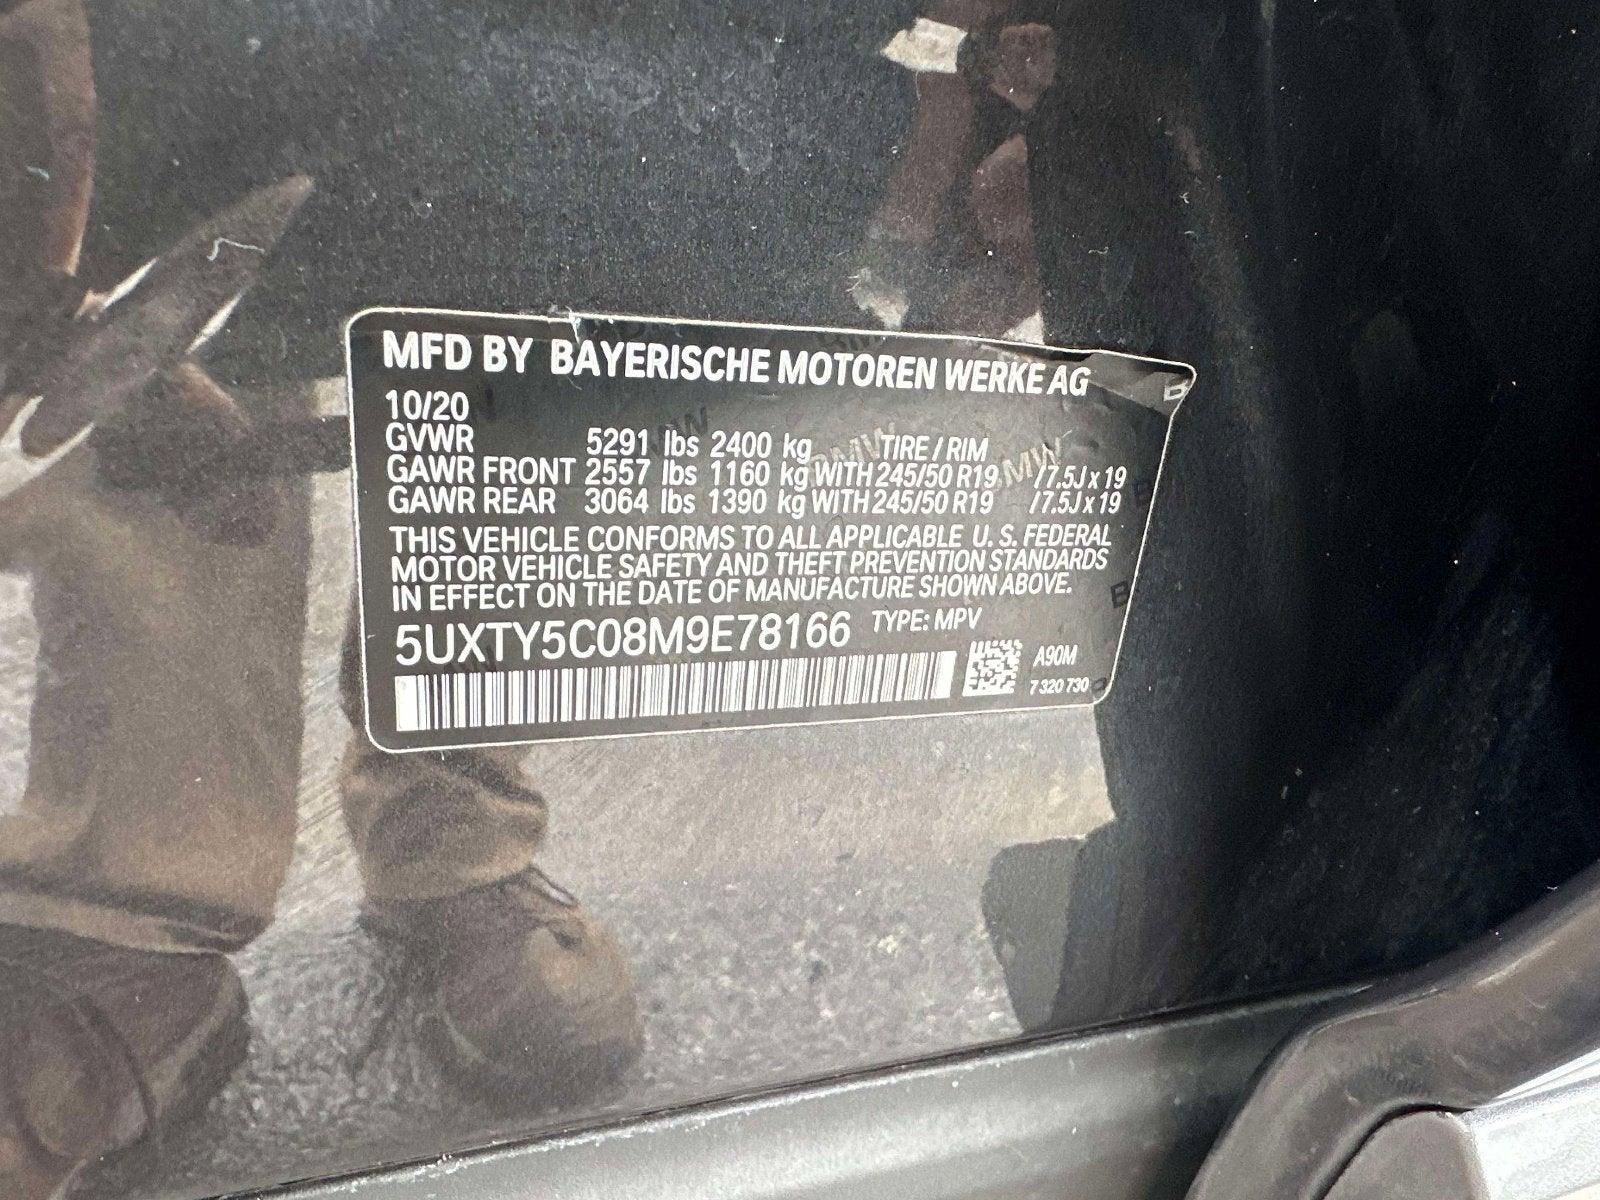 MFD BY BAYERISCHE MOTOREN WERKE AG
10/20
GVWR 5291 lbs 2400 kg TIRE / RIM
GAWR FRONT 2557 lbs 1160 kg WITH 245/50 R19 /7.5J x 19
GAWR REAR 3064 lbs 1390 kg WITH 245/50 R19 /7.5J x 19
THIS VEHICLE CONFORMS TO ALL APPLICABLE U. S. FEDERAL
MOTOR VEHICLE SAFETY AND THEFT PREVENTION STANDARDS
IN EFFECT ON THE DATE OF MANUFACTURE SHOWN ABOVE.
5UXTY5C08M9E78166 TYPE: MPV
A90M
7 320 730